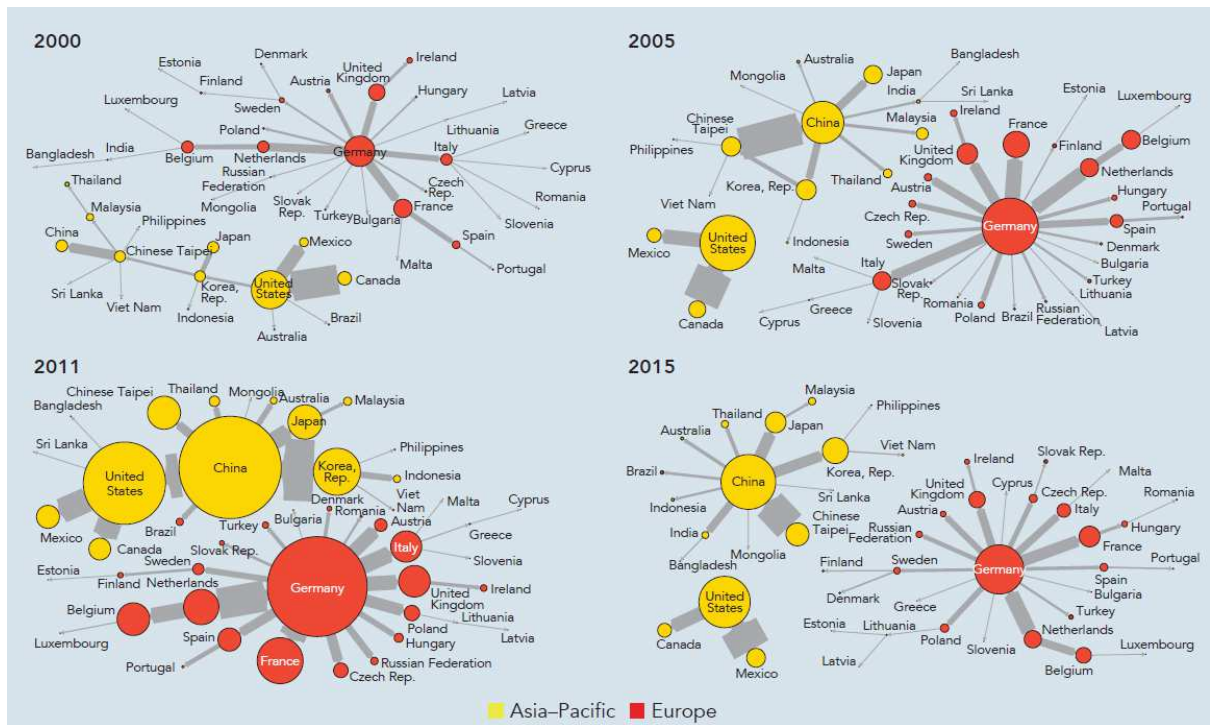 2000
Denmark
Ireland
Estonia
United
Kingdom
Finland
Austria
Hungary
Luxembourg
Latvia
Sweden
Poland
Lithuania
Greece
Bangladesh
India
Belgium
Netherlands
Germany
Italy
Thailand
Russian
Federation
Czech
Rep.
Cyprus
Mongolia
Slovak
Rep.
Turkey
Bulgaria
France
Romania
Malaysia
Philippines
Slovenia
China
Chinese Taipei
Japan
Mexico
Spain
Malta
Portugal
Sri Lanka
Viet Nam
Korea,
Rep.
United
States
Canada
Indonesia
Brazil
Australia
2005
Australia
Bangladesh
Mongolia
Japan
India
Sri Lanka
Estonia
Luxembourg
Chinese
Taipei
China
Ireland
France
Malaysia
United
Kingdom
Finland
Belgium
Philippines
Netherlands
Korea, Rep.
Thailand
Austria
Hungary
Portugal
Viet Nam
Czech Rep.
Germany
Spain
United
States
Sweden
Denmark
Mexico
Indonesia
Italy
Bulgaria
Malta
Slovak
Rep.
Turkey
Lithuania
Romania
Greece
Poland
Brazil
Russian
Federation
Canada
Cyprus
Slovenia
Latvia
2011
Chinese Taipei
Thailand
Mongolia
Australia
Malaysia
Bangladesh
Japan
Sri Lanka
United
States
China
Korea,
Rep.
Philippines
Indonesia
Denmark
Romania
Viet
Nam
Malta
Cyprus
Mexico
Brazil
Turkey
Bulgaria
Austria
Canada
Slovak Rep.
Italy
Greece
Sweden
Slovenia
Estonia
Finland
Netherlands
Germany
Ireland
Belgium
United
Kingdom
Lithuania
Luxembourg
Spain
Poland
Hungary
Latvia
Portugal
France
Russian Federation
Czech Rep.
2015
Malaysia
Thailand
Philippines
Japan
Australia
Viet Nam
Korea, Rep.
Ireland
Slovak Rep.
Brazil
China
Cyprus
Malta
Sri Lanka
United
Kingdom
Czech Rep.
Italy
Romania
Indonesia
Chinese
Taipei
Austria
Hungary
India
Russian
Federation
France
Mongolia
Bangladesh
Finland
Sweden
Germany
Portugal
Spain
Bulgaria
United
States
Denmark
Greece
Turkey
Estonia
Lithuania
Netherlands
Canada
Poland
Slovenia
Luxembourg
Latvia
Belgium
Mexico
Asia–Pacific
Europe